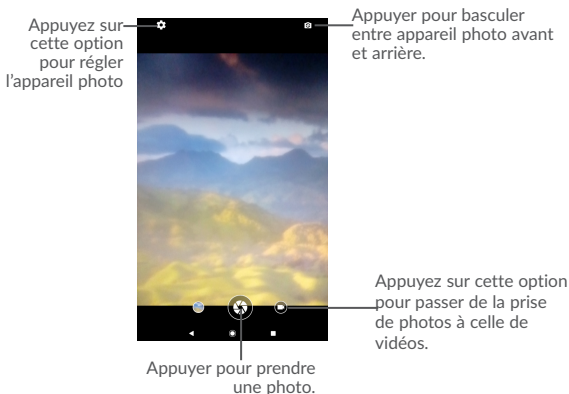 Appuyez sur
cette option
pour régler
l'appareil photo
Appuyer pour basculer
entre appareil photo avant
et arrière.
Appuyez sur cette option
pour passer de la prise
de photos à celle de
vidéos.
Appuyer pour prendre
une photo.